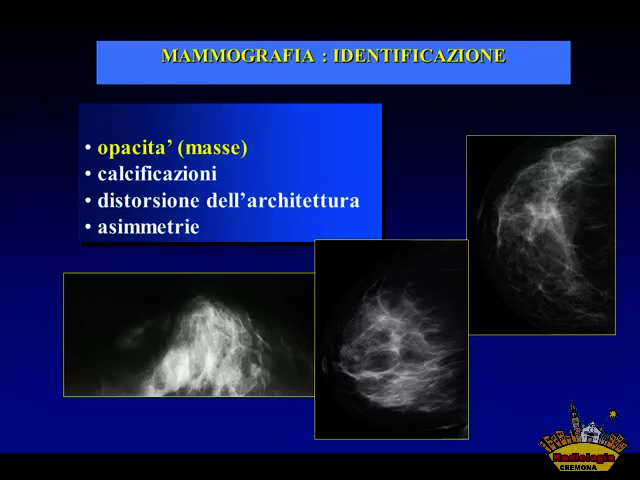 MAMMOGRAFIA : IDENTIFICAZIONE
• opacita’ (masse)
• calcificazioni
• distorsione dell’architettura
• asimmetrie
Radiologia
CREMONA